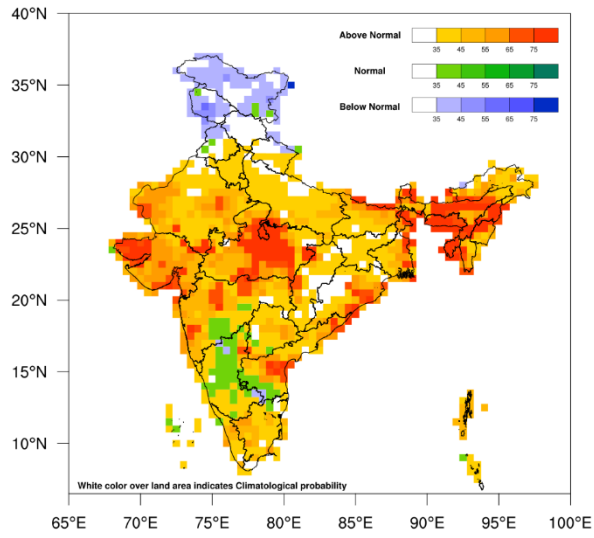 40°N
Above Normal
35 45 55 65 75
Normal
35 45 55 65 75
35°N
Below Normal
35 45 55 65 75
30°N
25°N
20°N
15°N
10°N
White color over land area indicates Climatological probability
65°E 70°E 75°E 80°E 85°E 90°E 95°E 100°E